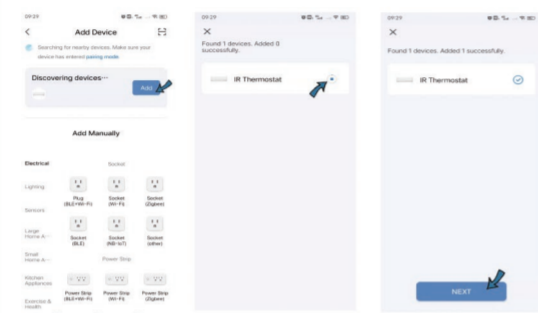 09:29
Add Device
Searching for nearby devices. Make sure your
device has entered pairing mode.
Discovering devices...
Add
Add Manually
Electrical
Socket
Lighting
Plug
(BLE+Wi-Fi)
Socket
(Wi-Fi)
Socket
(Zigbee)
Sensors
Large
Home A...
Socket
(BLE)
Socket
(NB-IoT)
Socket
(other)
Small
Home A...
Power Strip
Kitchen
Appliances
Power Strip
(BLE+Wi-Fi)
Power Strip
(Wi-Fi)
Power Strip
(Zigbee)
Exercise &
Health
09:29
Found 1 devices. Added 0
successfully.
IR Thermostat
09:29
Found 1 devices. Added 1 successfully.
IR Thermostat
NEXT